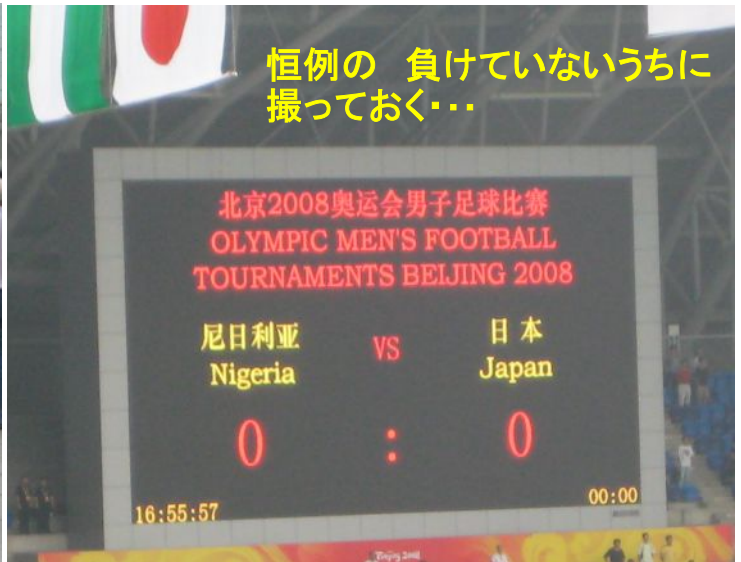 恒例の　負けていないうちに
撮っておく・・・
北京2008奥运会男子足球比赛
OLYMPIC MEN'S FOOTBALL
TOURNAMENTS BEIJING 2008
尼日利亚 VS 日本
Nigeria Japan
0 : 0
16:55:57 00:00